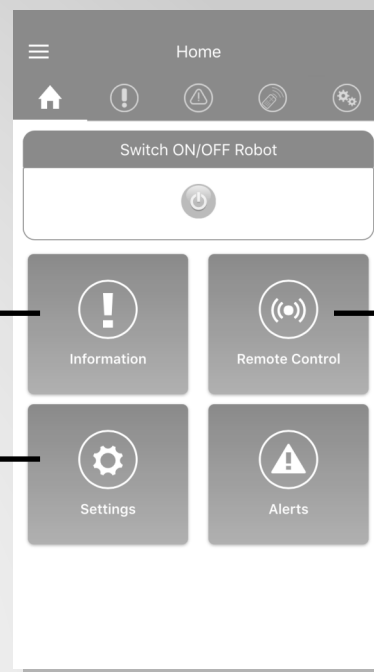 Home
Switch ON/OFF Robot
Information
Remote Control
Settings
Alerts